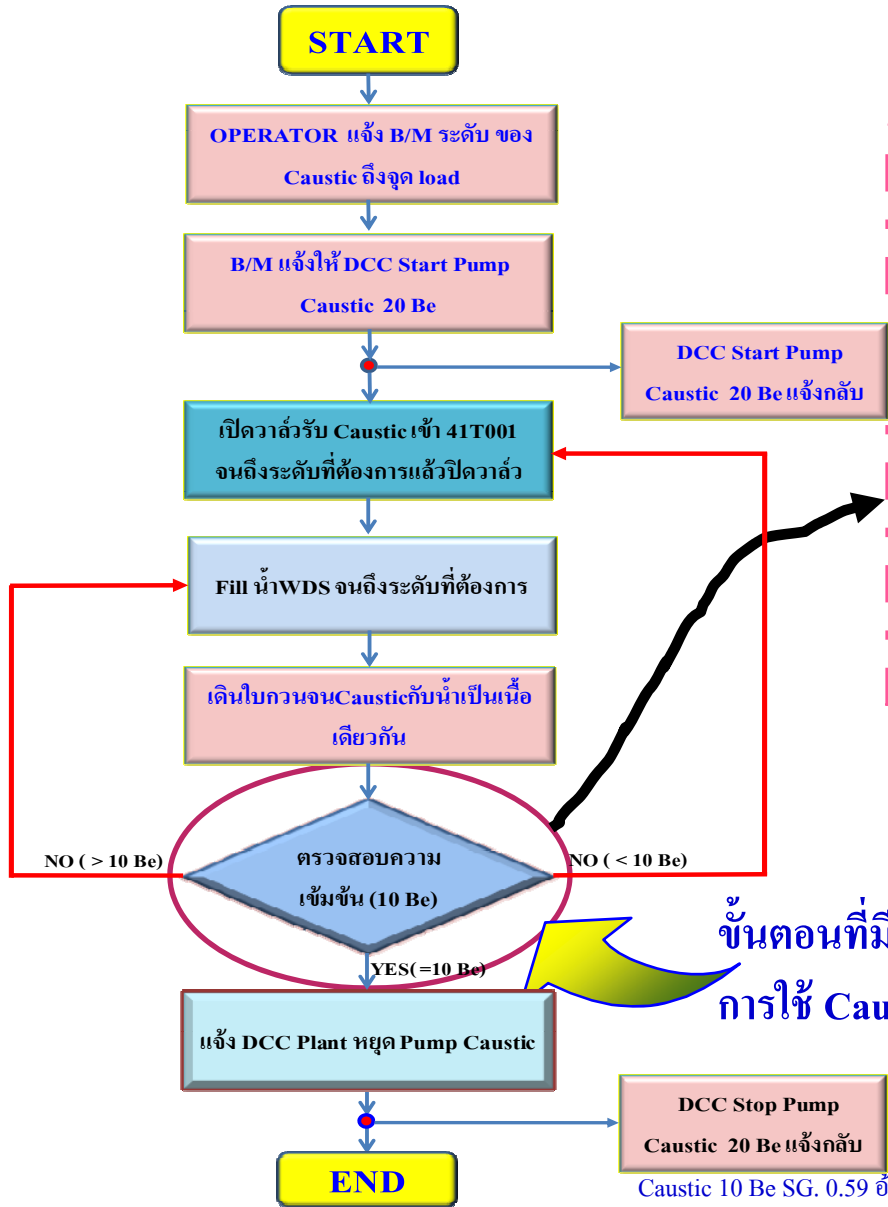 START
OPERATOR แจ้ง B/M ระดับ ของ
Caustic ถึงจุด load
B/M แจ้งให้ DCC Start Pump
Caustic 20 Be
DCC Start Pump
Caustic 20 Be แจ้งกลับ
เปิดวาล์วรับ Caustic เข้า 41T001
จนถึงระดับที่ต้องการแล้วปิดวาล์ว
Fill น้ำWDS จนถึงระดับที่ต้องการ
เดินใบกวนจนCausticกับน้ำเป็นเนื้อ
เดียวกัน
NO ( > 10 Be)
ตรวจสอบความ
เข้มข้น (10 Be)
NO ( < 10 Be)
YES(=10 Be)
ขั้นตอนที่มี
การใช้ Cau
แจ้ง DCC Plant หยุด Pump Caustic
DCC Stop Pump
Caustic 20 Be แจ้งกลับ
END
Caustic 10 Be SG. 0.59